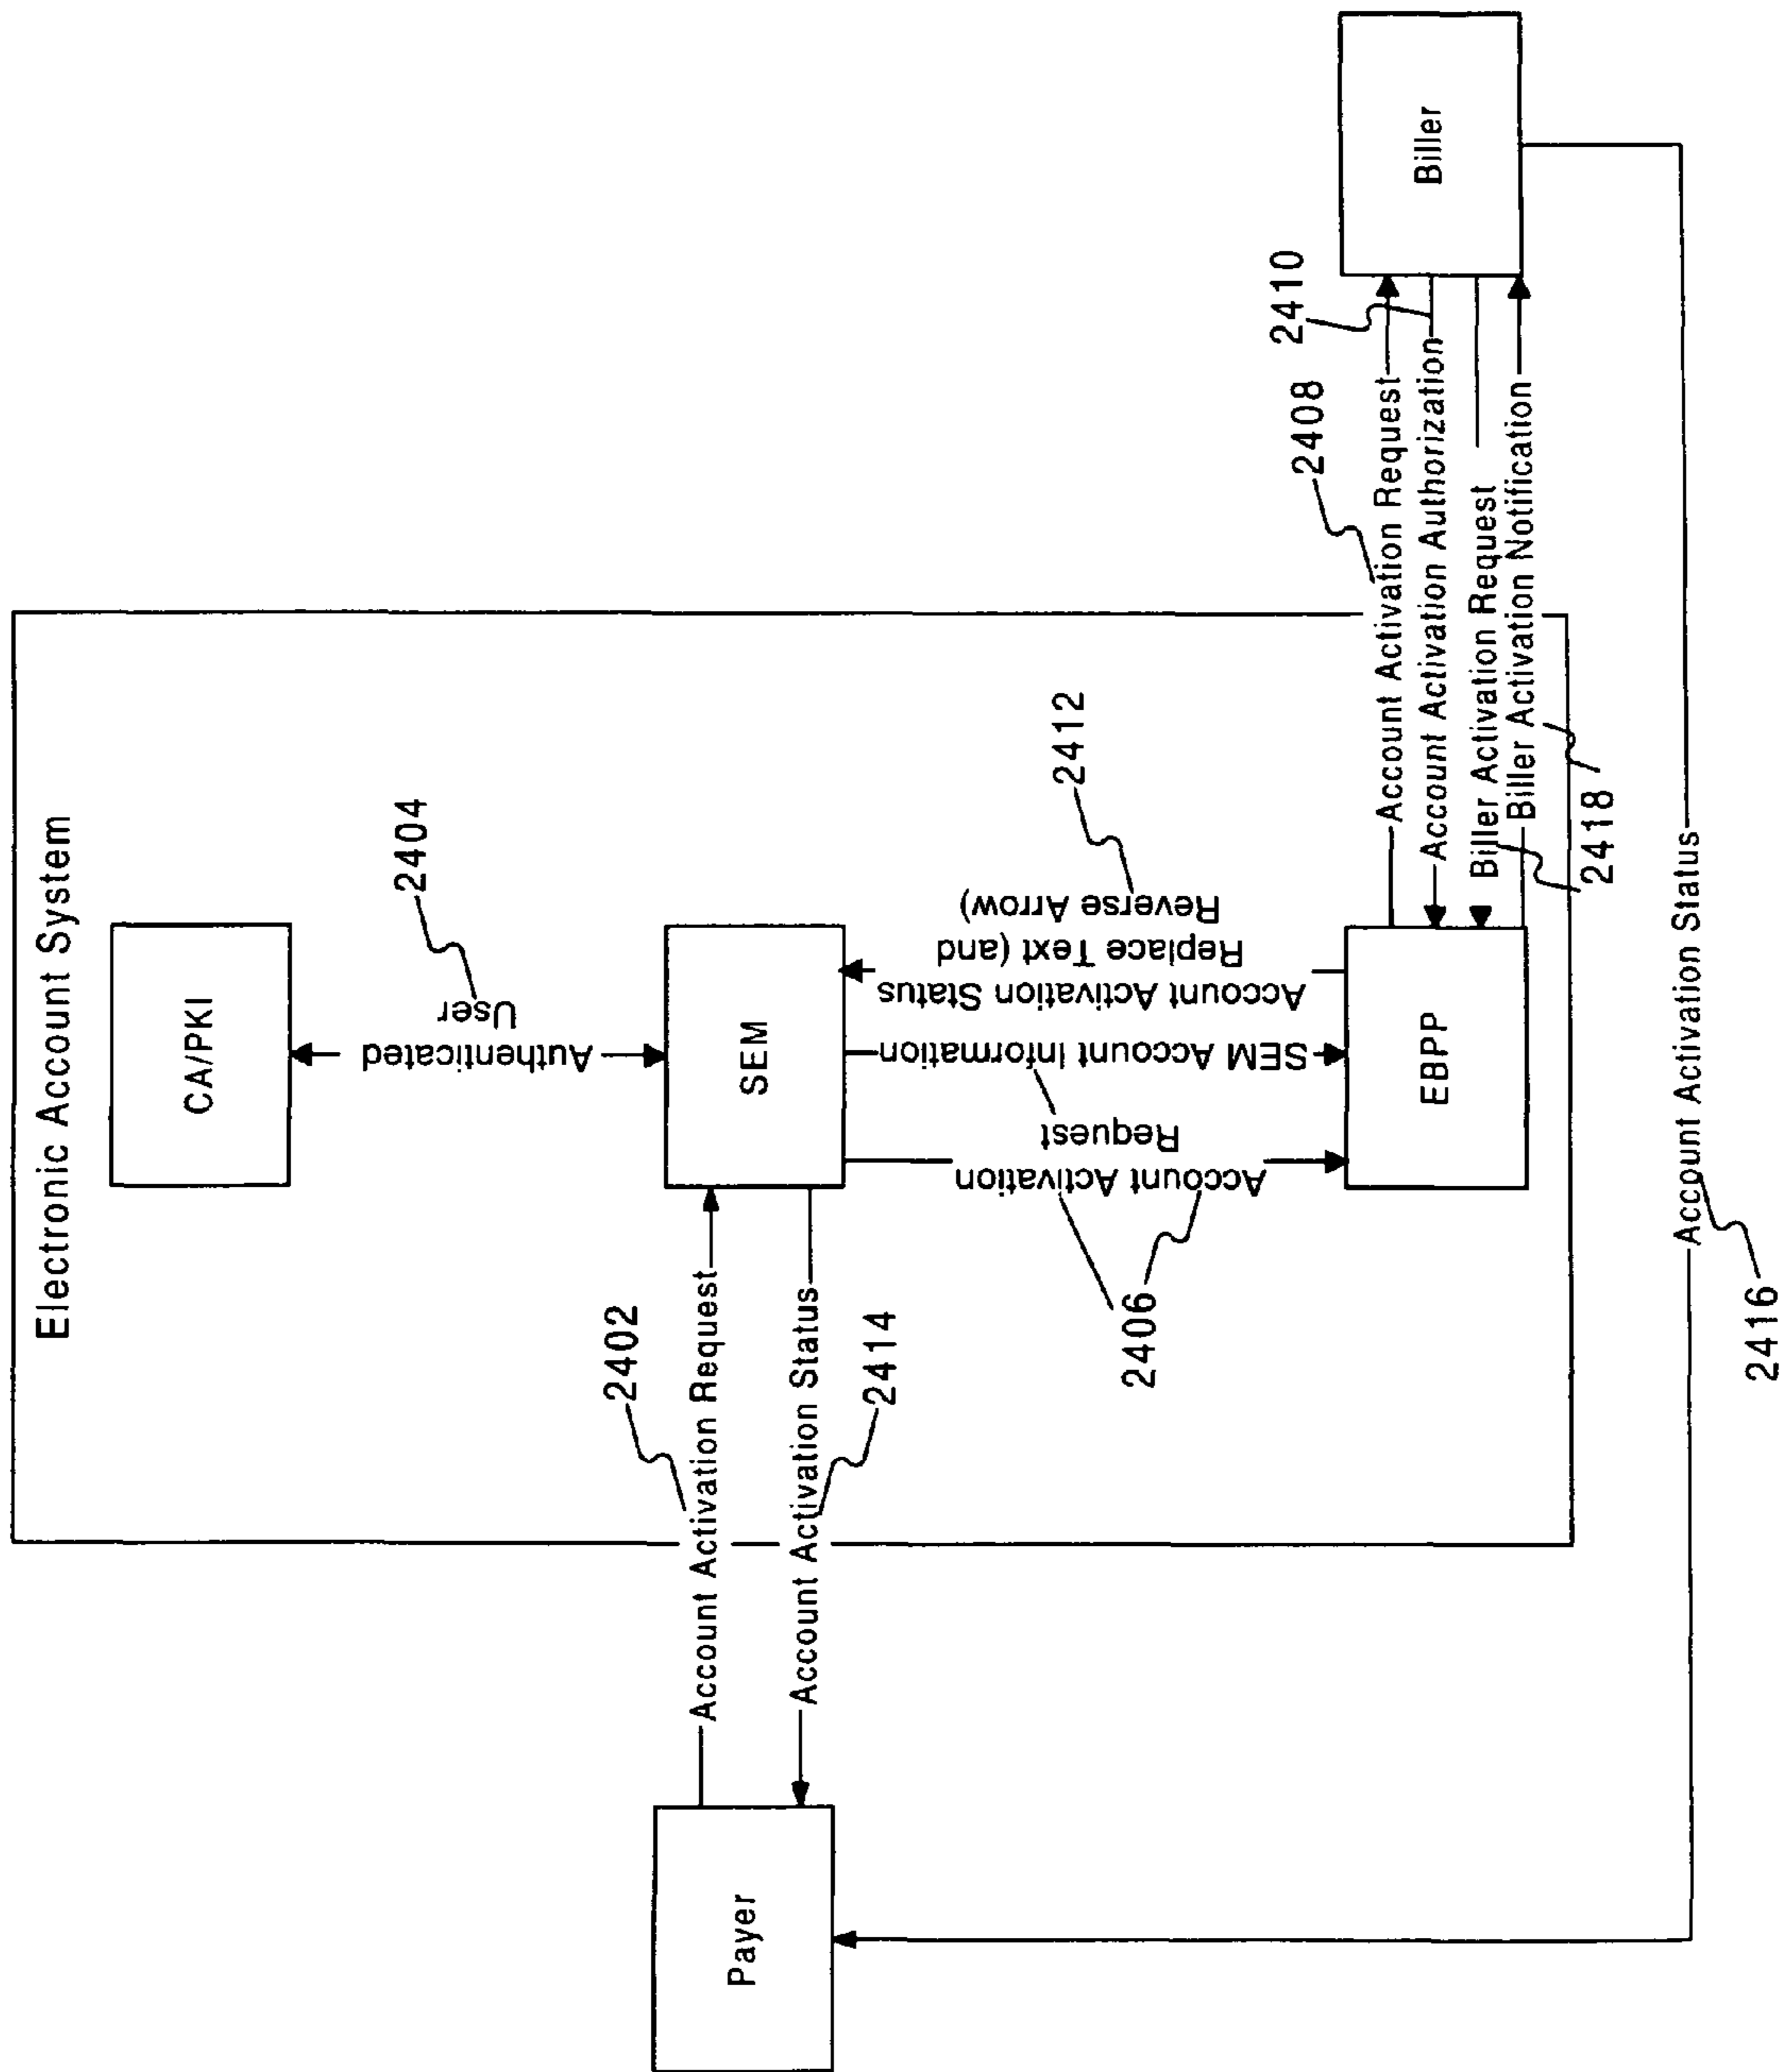 Electronic Account System
CA/PKI
2404
Authenticated
User
2402
Account Activation Request
Payer
SEM
Account Activation Status
2414
2406
Account Activation
Request
SEM Account Information
Account Activation Status
Replace Text (and
Reverse Arrow)
2412
EBPP
2408
Account Activation Request
2410
Account Activation Authorization
Biller Activation Request
Biller Activation Notification
2418
Biller
Account Activation Status
2416